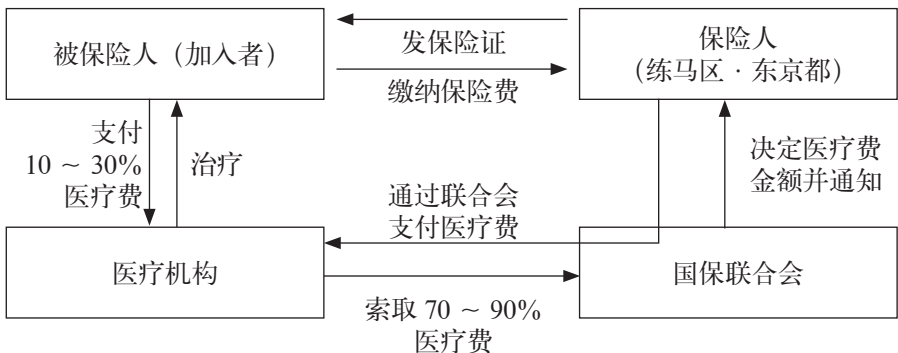 被保险人（加入者）
发保险证
缴纳保险费
保险人
（练马区·东京都）
支付
10 ~ 30%
医疗费
治疗
通过联合会
支付医疗费
决定医疗费
金额并通知
医疗机构
索取 70 ~ 90%
医疗费
国保联合会